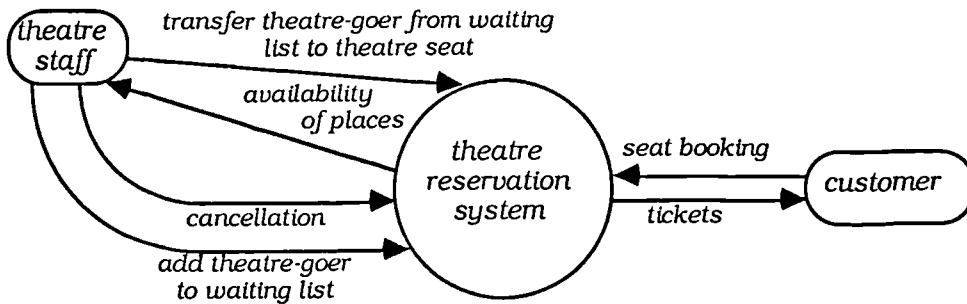 theatre
staff
transfer theatre-goer from waiting
list to theatre seat
availability
of places
theatre
reservation
system
seat booking
customer
tickets
cancellation
add theatre-goer
to waiting list